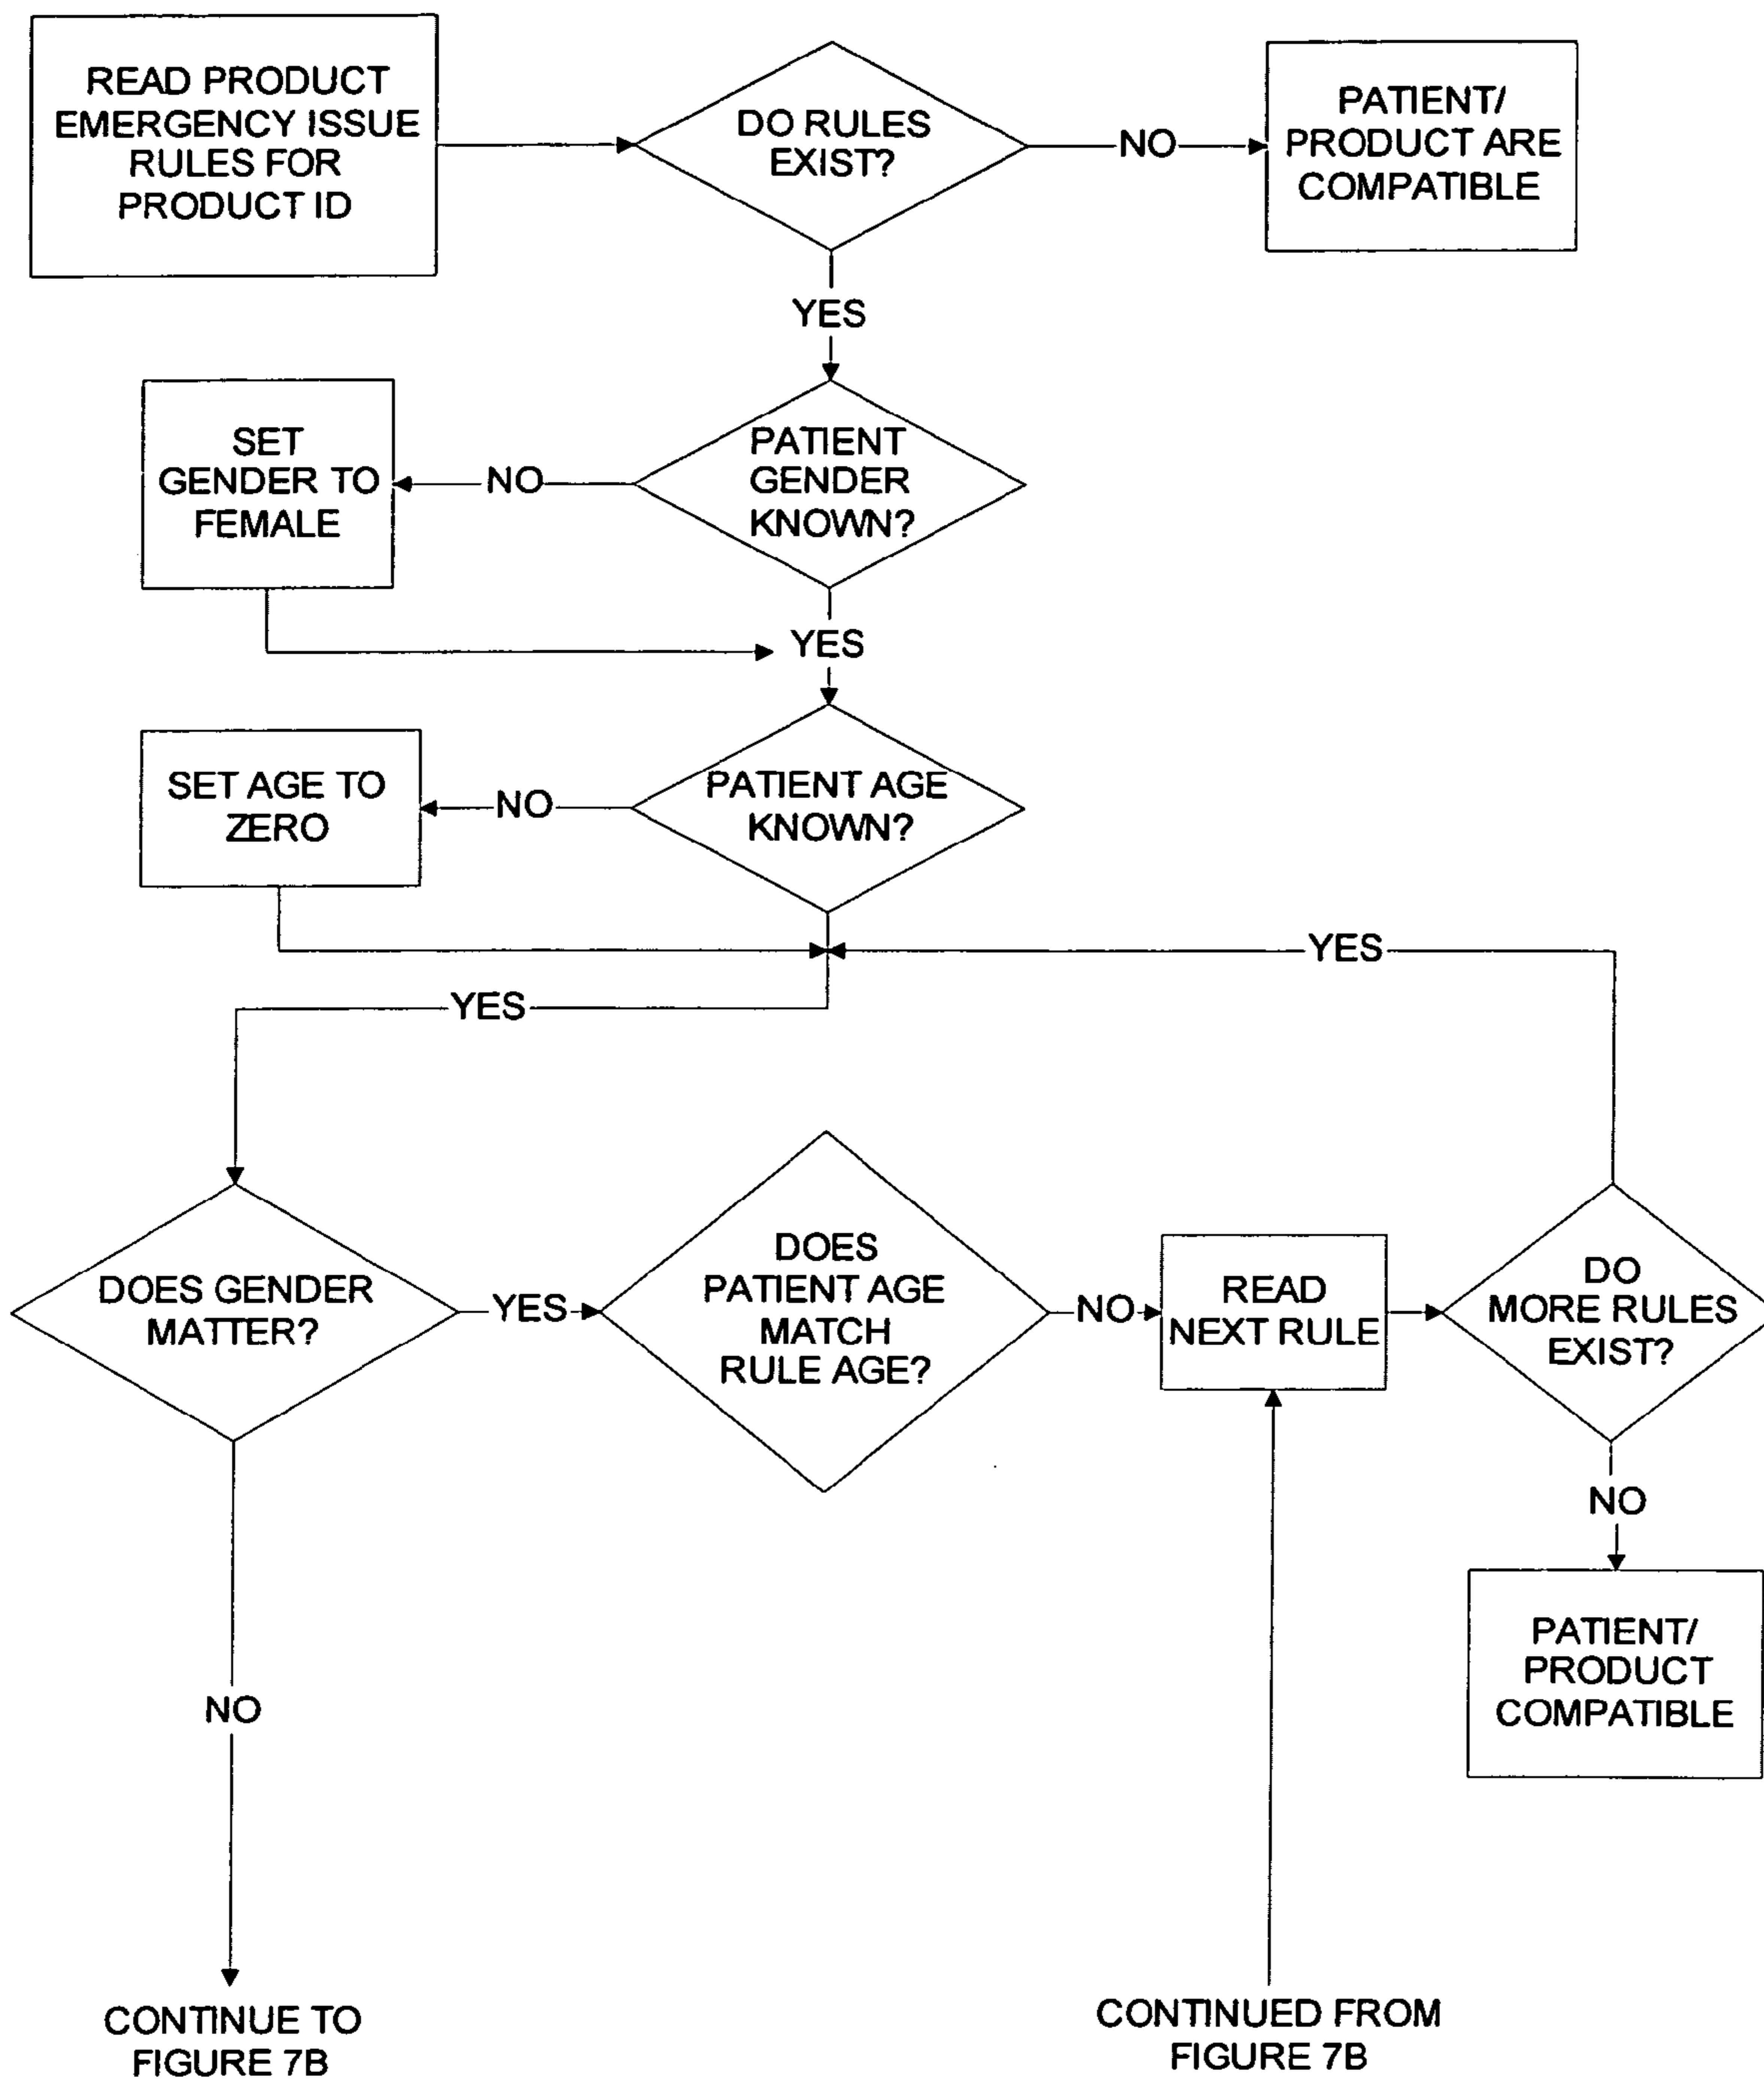 READ PRODUCT
EMERGENCY ISSUE
RULES FOR
PRODUCT ID
DO RULES
EXIST?
NO
PATIENT/
PRODUCT ARE
COMPATIBLE
YES
SET
GENDER TO
FEMALE
NO
PATIENT
GENDER
KNOWN?
YES
SET AGE TO
ZERO
NO
PATIENT AGE
KNOWN?
YES
YES
DOES GENDER
MATTER?
YES
DOES
PATIENT AGE
MATCH
RULE AGE?
NO
READ
NEXT RULE
DO
MORE RULES
EXIST?
NO
PATIENT/
PRODUCT
COMPATIBLE
NO
CONTINUE TO
FIGURE 7B
CONTINUED FROM
FIGURE 7B